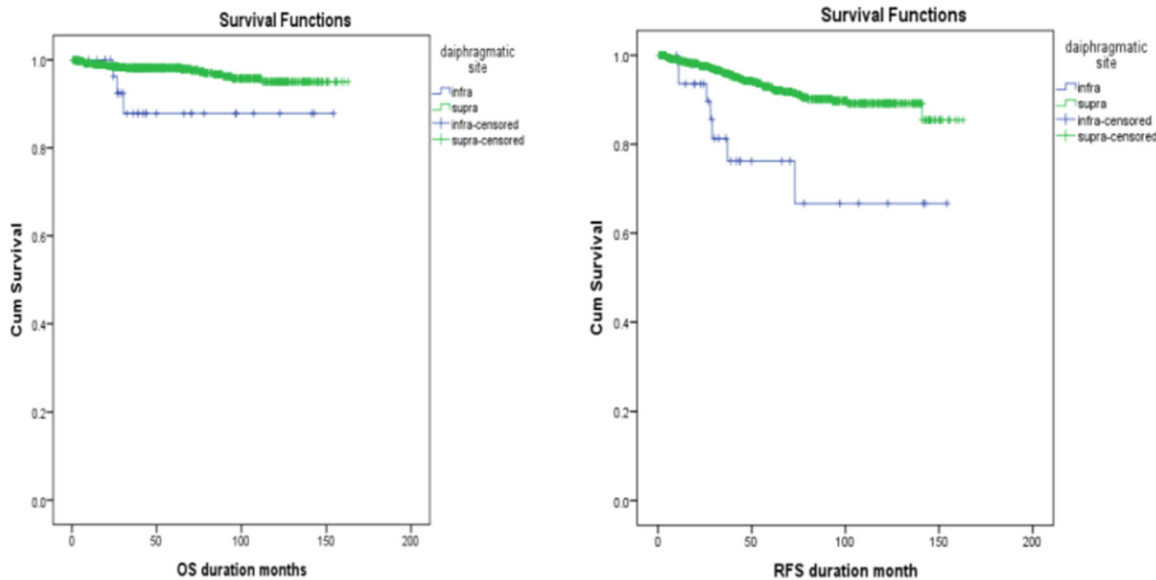 Survival Functions
daiphragmatic
site
infra
supra
infra-censored
supra-censored
1.0
0.8
0.6
0.4
0.2
0.0
Cum Survival
0
50
100
150
200
OS duration months
Survival Functions
daiphragmatic
site
infra
supra
infra-censored
supra-censored
1.0
0.8
0.6
0.4
0.2
0.0
Cum Survival
0
50
100
150
200
RFS duration month